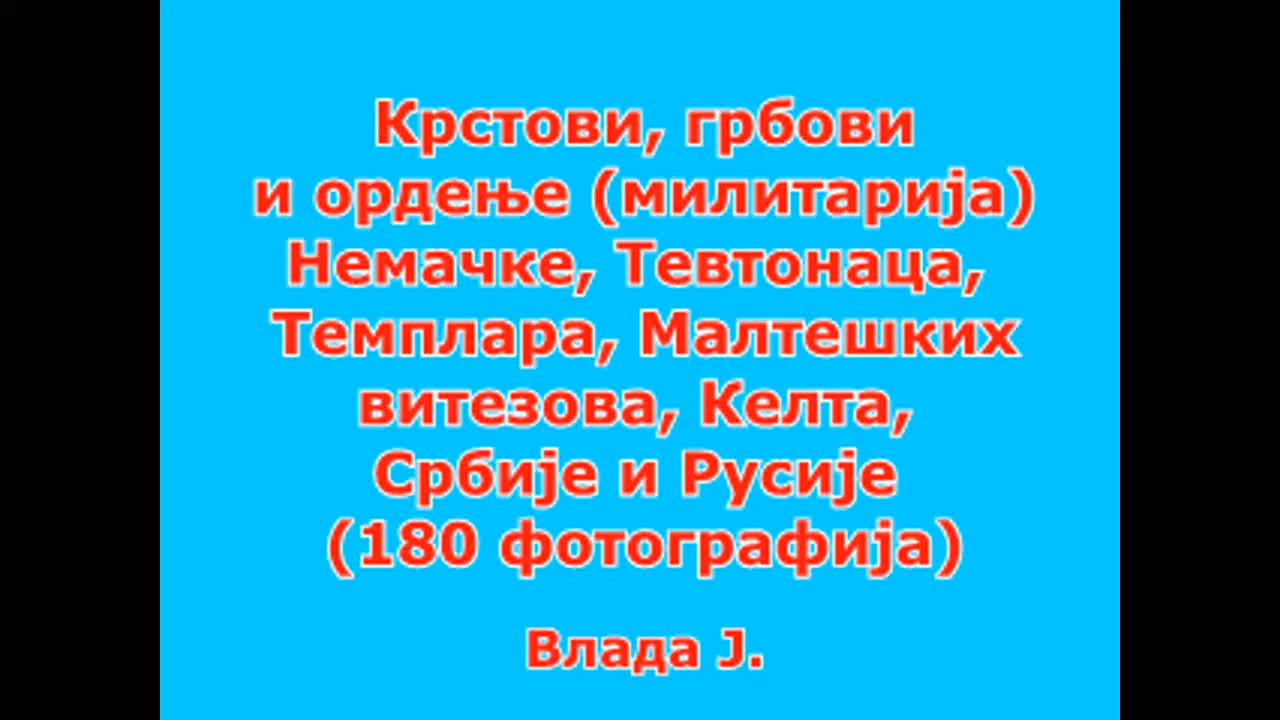 Крстови, грбови
и ордење (милитарија)
Немачке, Тевтонаца,
Темплара, Малтешких
витезова, Келта,
Србије и Русије
(180 фотографија)
Влада Ј.